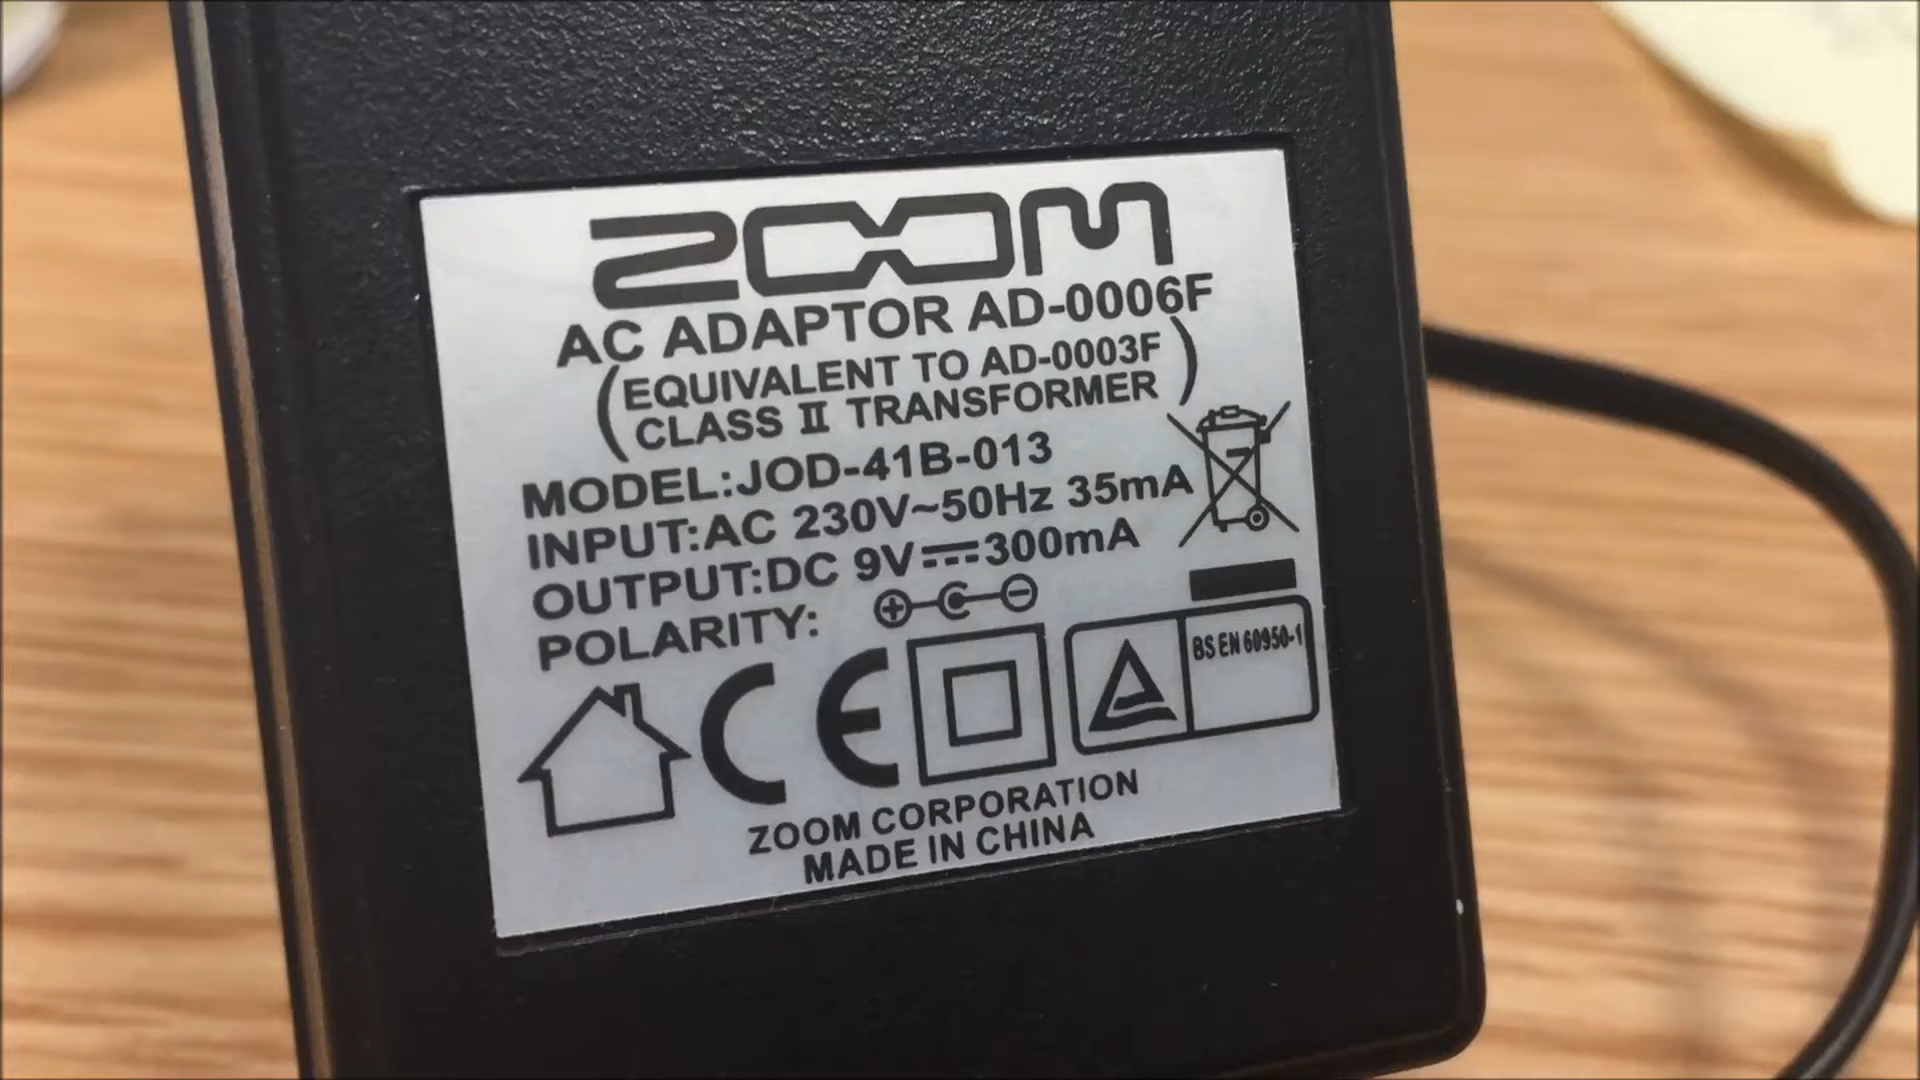 ZOOM
AC ADAPTOR AD-0006F
(EQUIVALENT TO AD-0003F
CLASS II TRANSFORMER)
MODEL:JOD-41B-013
INPUT:AC 230V~50Hz 35mA
OUTPUT:DC 9V⎓300mA
POLARITY:
BS EN 60950-1
CE
ZOOM CORPORATION
MADE IN CHINA